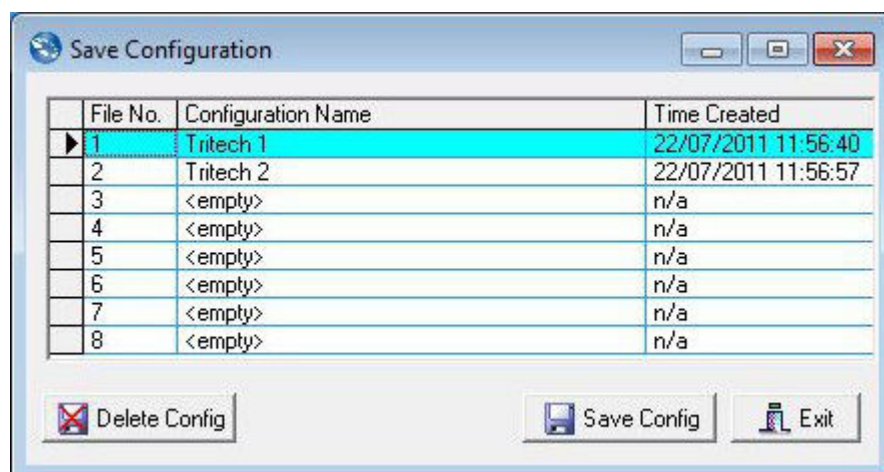 Save Configuration
File No. Configuration Name Time Created
1 Tritech 1 22/07/2011 11:56:40
2 Tritech 2 22/07/2011 11:56:57
3 <empty> n/a
4 <empty> n/a
5 <empty> n/a
6 <empty> n/a
7 <empty> n/a
8 <empty> n/a
Delete Config Save Config Exit